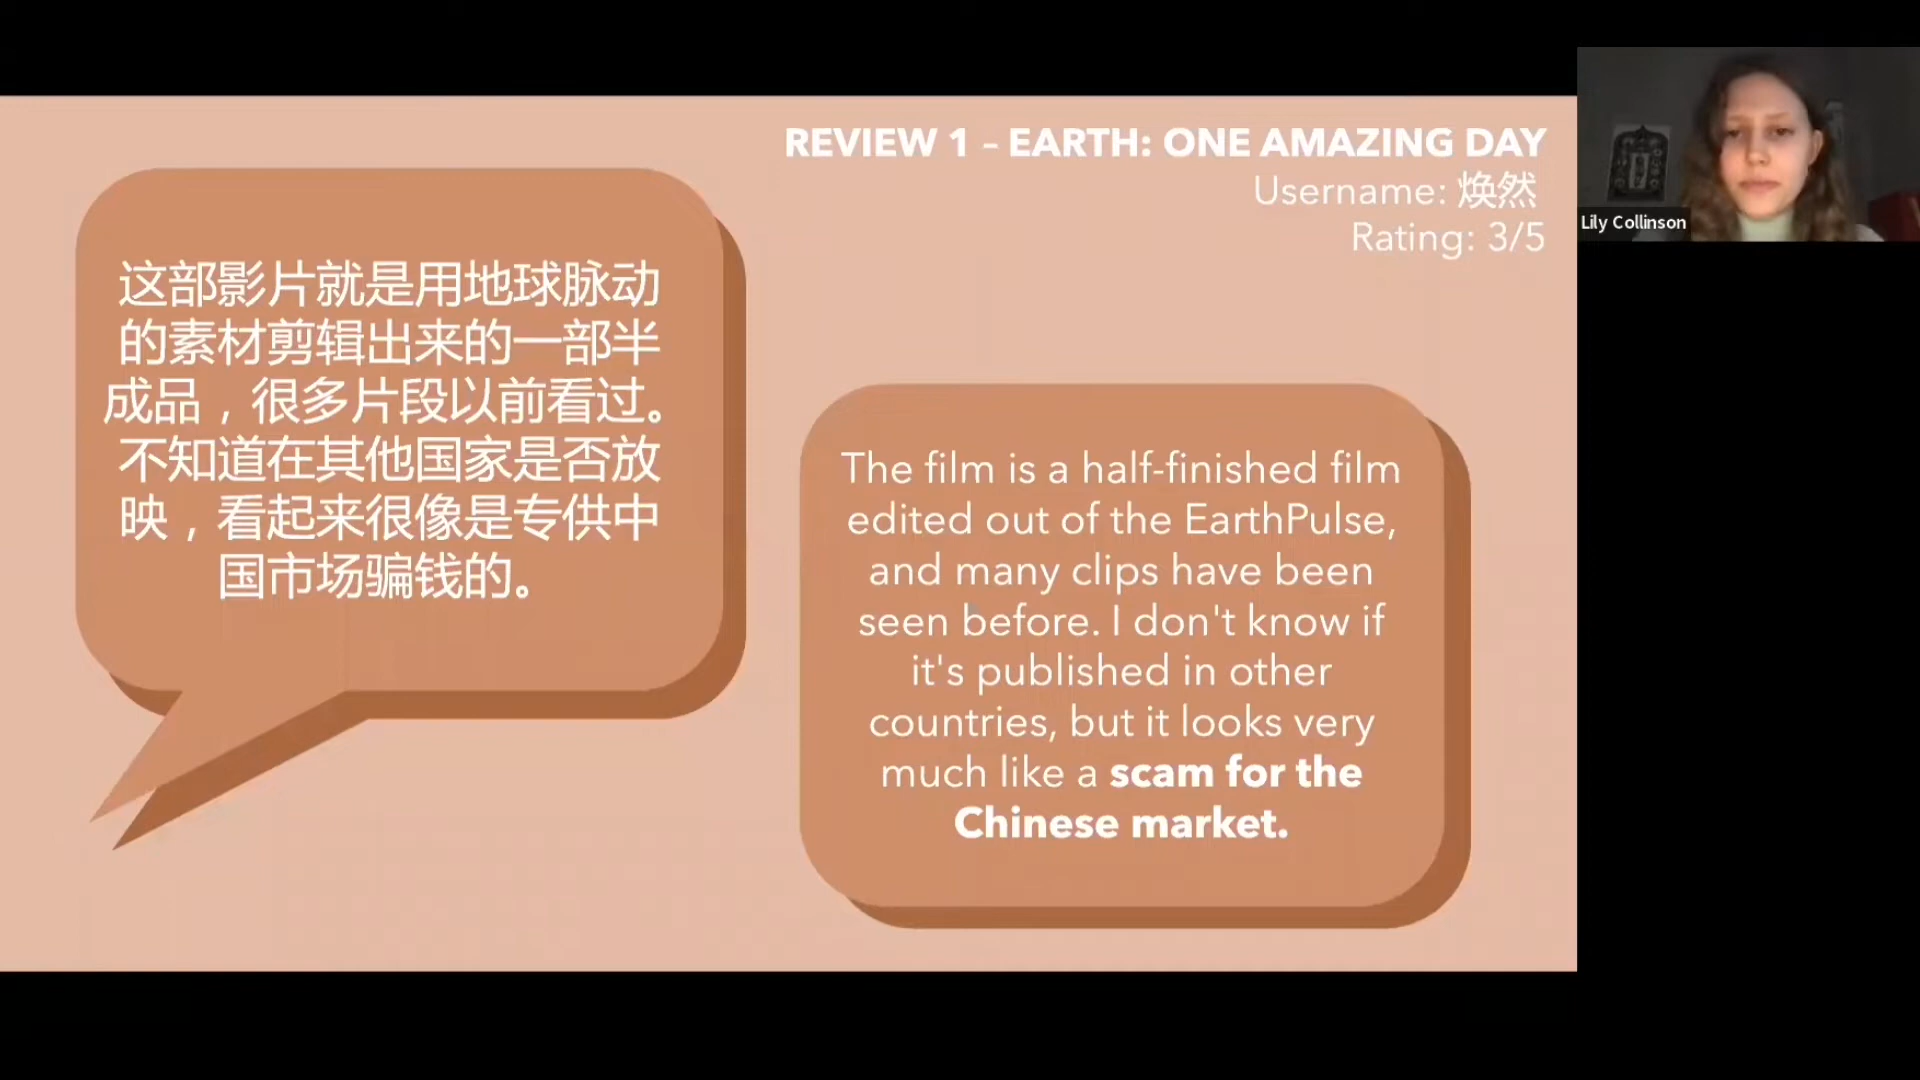 REVIEW 1 – EARTH: ONE AMAZING DAY
Username: 焕然
Rating: 3/5
这部影片就是用地球脉动
的素材剪辑出来的一部半
成品，很多片段以前看过。
不知道在其他国家是否放
映，看起来很像是专供中
国市场骗钱的。
The film is a half-finished film
edited out of the EarthPulse,
and many clips have been
seen before. I don't know if
it's published in other
countries, but it looks very
much like a scam for the
Chinese market.
Lily Collinson